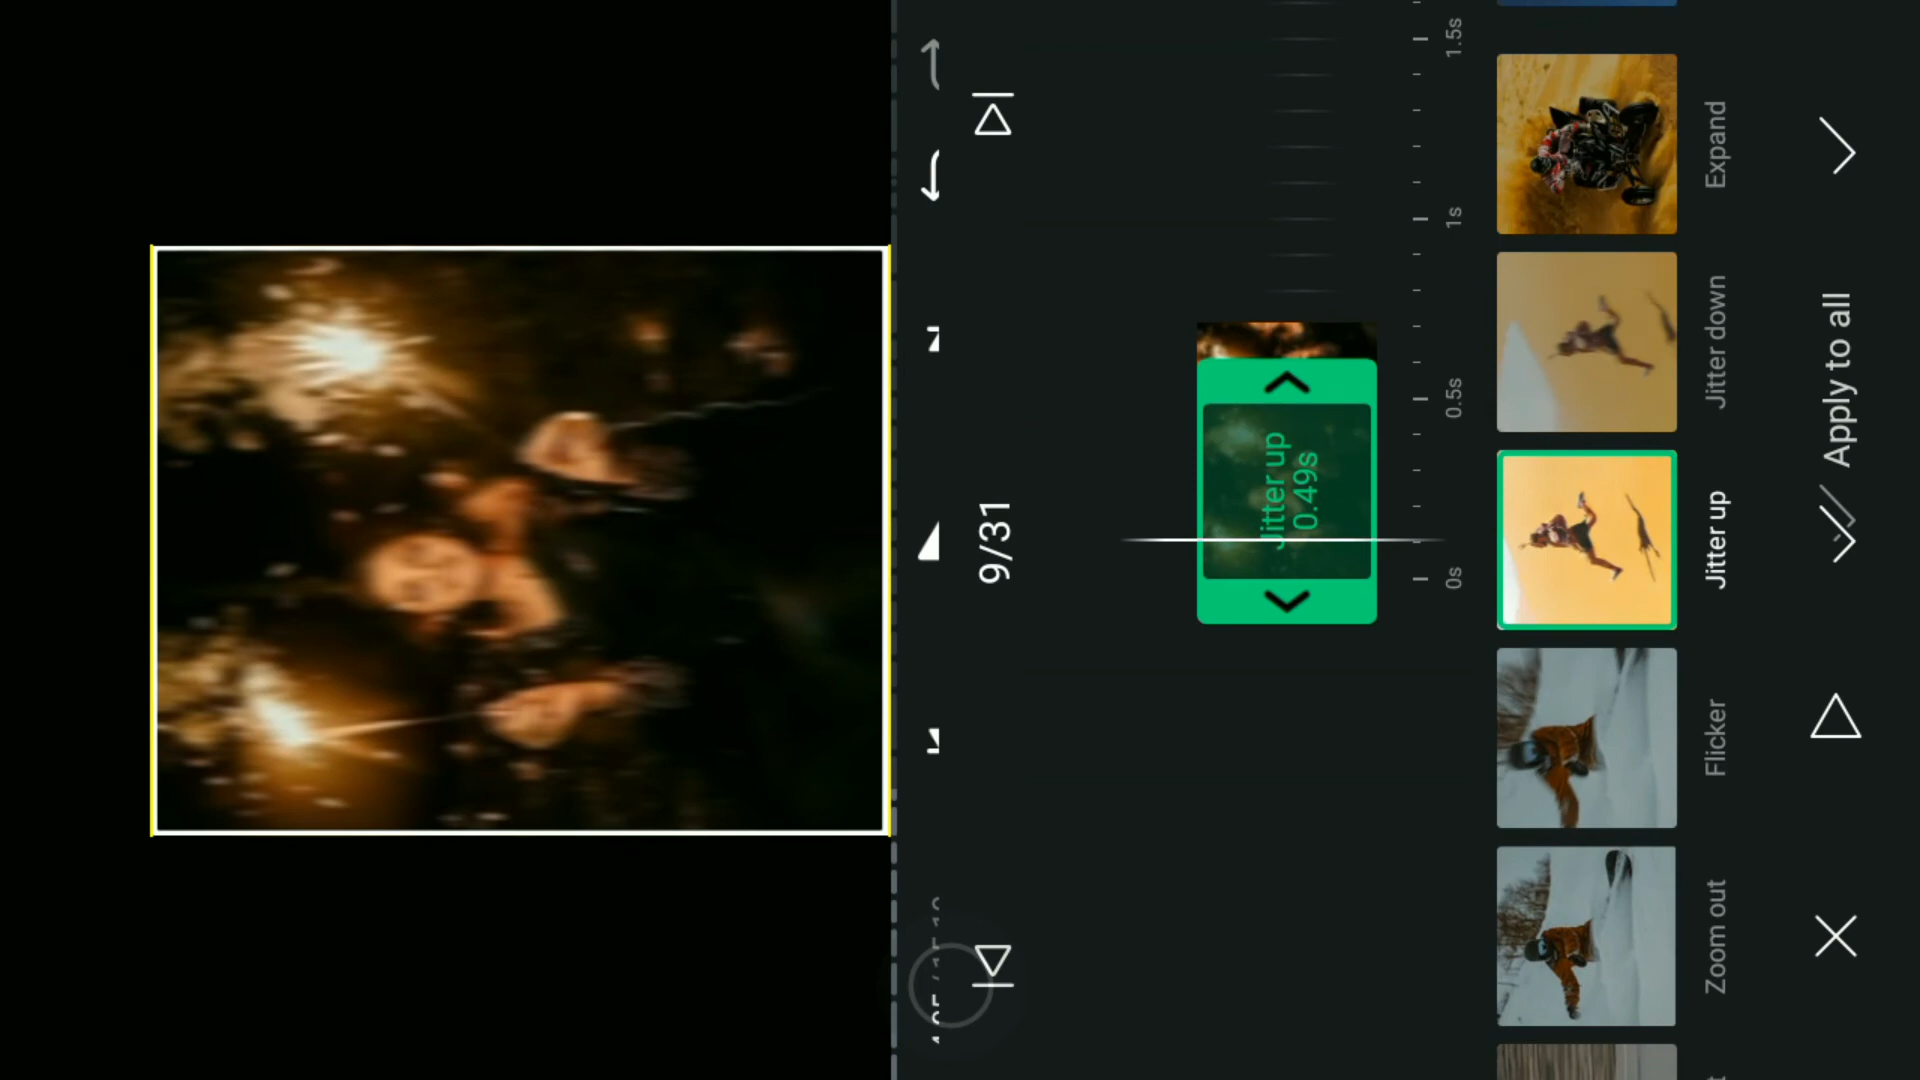 9/31
Jitter up
0.49s
0s
0.5s
1s
1.5s
Zoom out
Flicker
Jitter up
Jitter down
Expand
Apply to all